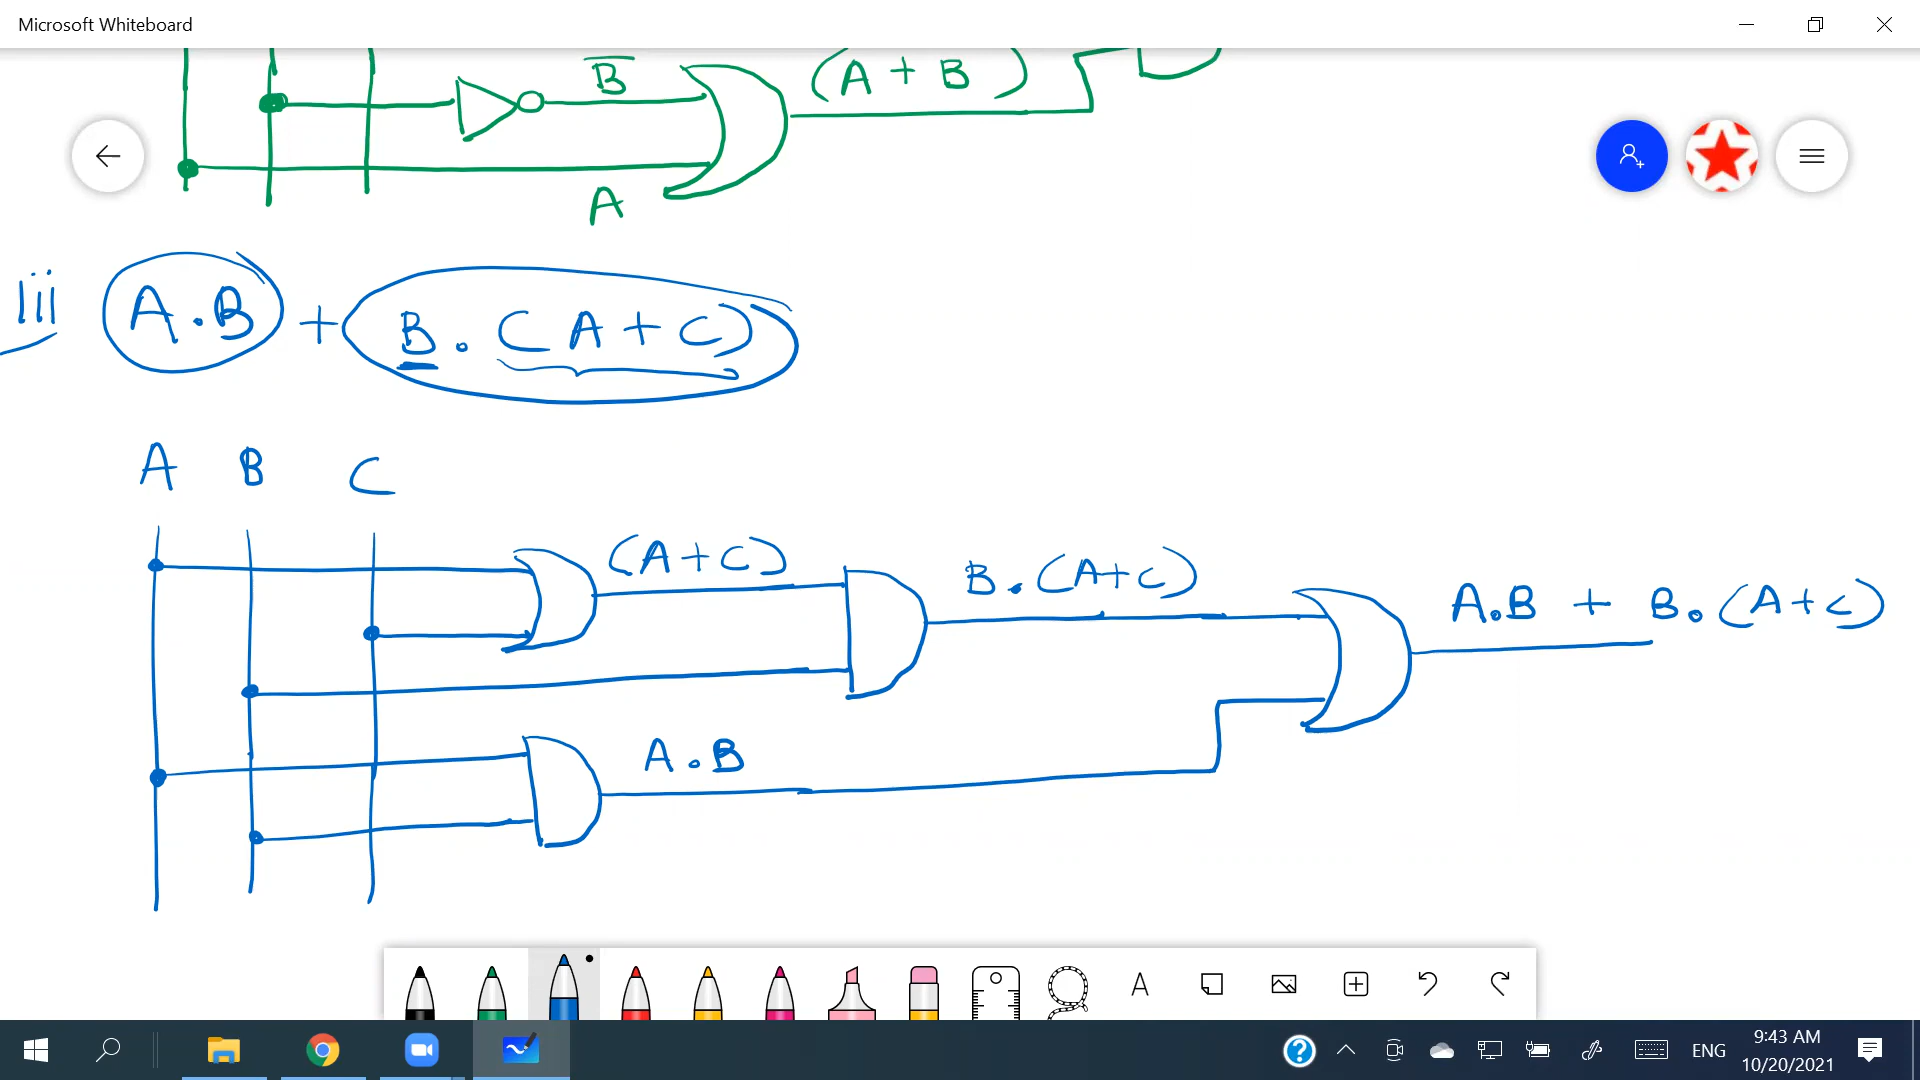 Microsoft Whiteboard
B̅ (A + B )
A
iii A.B + B . (A + C)
A B C
(A+C) B.(A+C) A.B + B.(A+C)
A.B
A
ENG 9:43 AM
10/20/2021